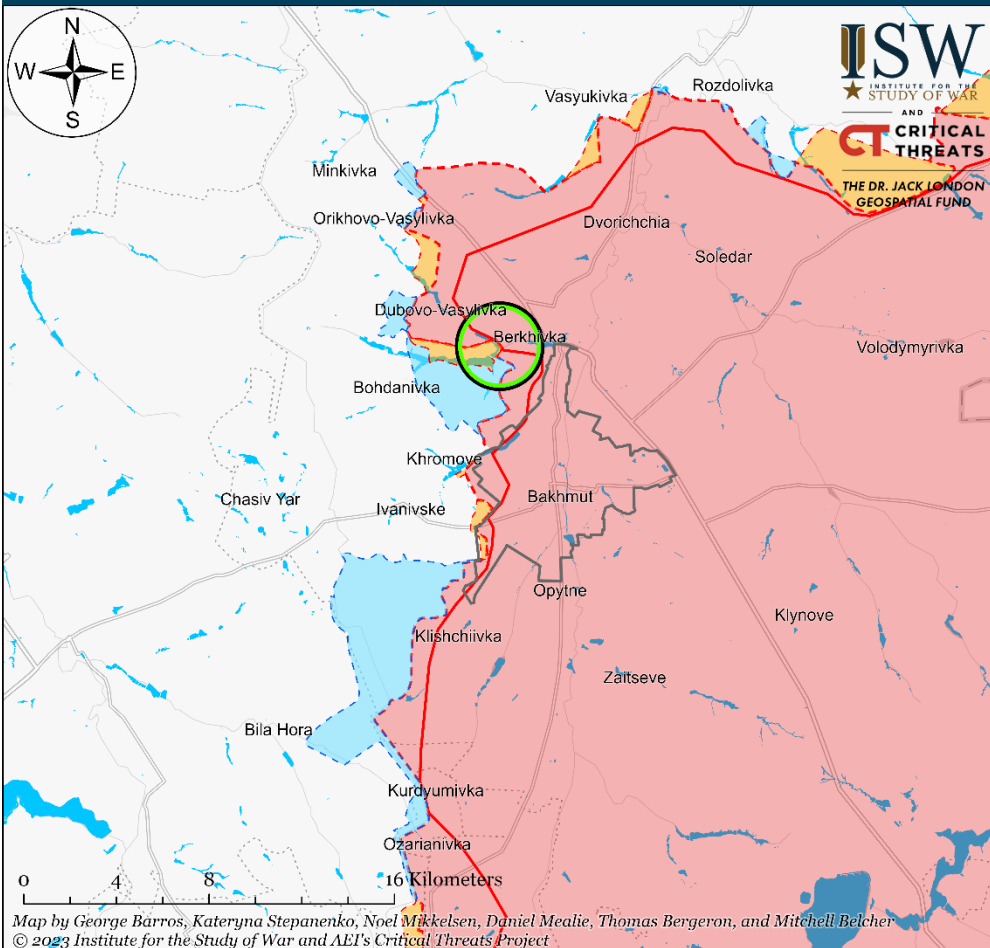 N
W E
S
ISW
INSTITUTE FOR THE
STUDY OF WAR
AND
CT CRITICAL
THREATS
THE DR. JACK LONDON
GEOSPATIAL FUND
Vasyukivka
Rozdolivka
Minkivka
Orikhovo-Vasylivka
Dvorichchia
Soledar
Dubovo-Vasylivka
Berkhivka
Volodymyrivka
Bohdanivka
Khromove
Chasiv Yar
Ivanivske
Bakhmut
Opytne
Klynove
Klishchiivka
Zaitseve
Bila Hora
Kurdyumivka
Ozarianivka
0 4 8 16 Kilometers
Map by George Barros, Kateryna Stepanenko, Noel Mikkelsen, Daniel Mealie, Thomas Bergeron, and Mitchell Belcher
© 2023 Institute for the Study of War and AEI's Critical Threats Project